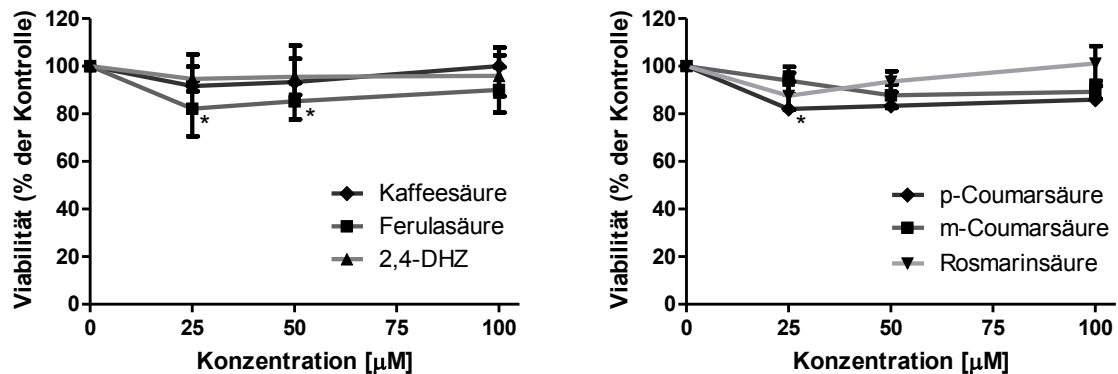 120
100
80
60
40
20
0
Viabilität (% der Kontrolle)
*
*
Kaffeesäure
Ferulasäure
2,4-DHZ
0 25 50 75 100
Konzentration [µM]
120
100
80
60
40
20
0
Viabilität (% der Kontrolle)
*
p-Coumarsäure
m-Coumarsäure
Rosmarinsäure
0 25 50 75 100
Konzentration [µM]